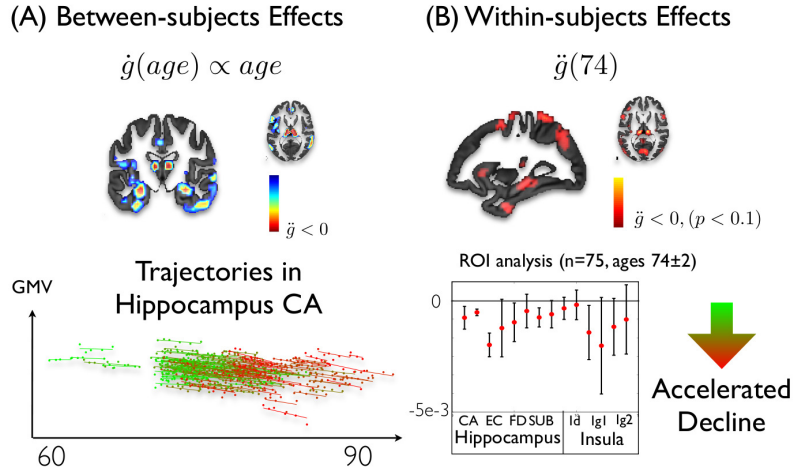 (A) Between-subjects Effects
ġ(age) ∝ age
g̈ < 0
Trajectories in
Hippocampus CA
GMV
60
90
(B) Within-subjects Effects
g̈(74)
g̈ < 0, (p < 0.1)
ROI analysis (n=75, ages 74±2)
0
-5e-3
CA EC FD SUB Id Ig1 Ig2
Hippocampus Insula
Accelerated
Decline